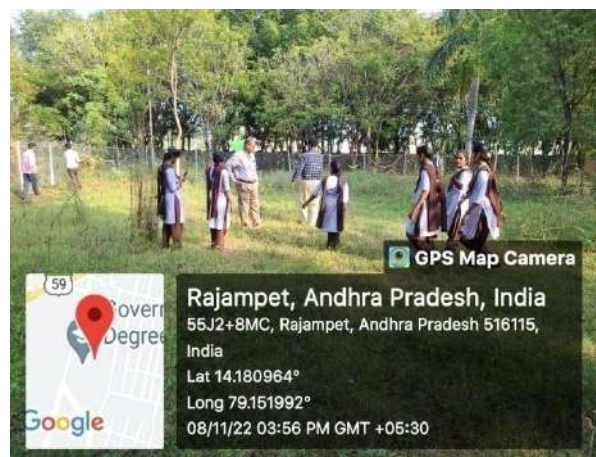 GPS Map Camera
59
Degree
Google
Rajampet, Andhra Pradesh, India
55J2+8MC, Rajampet, Andhra Pradesh 516115,
India
Lat 14.180964°
Long 79.151992°
08/11/22 03:56 PM GMT +05:30